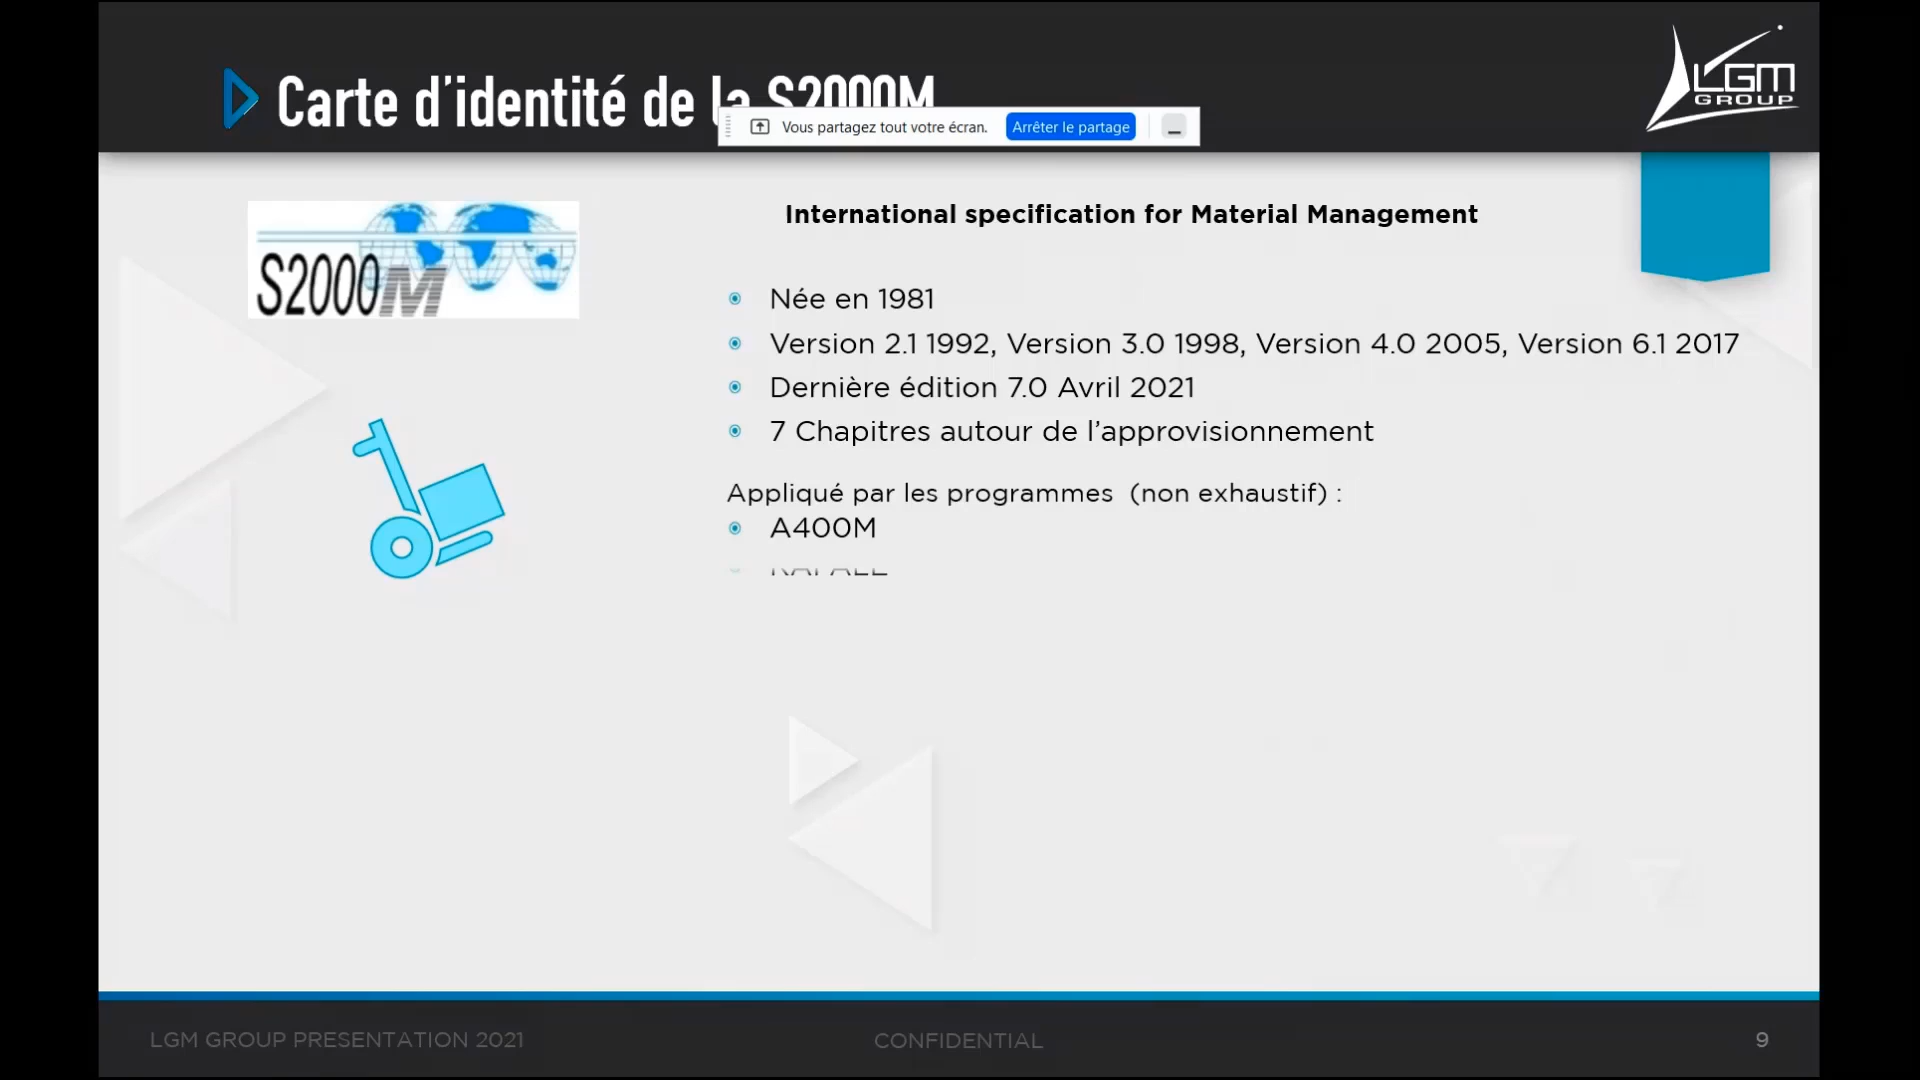 Carte d'identité de la S2000M
LGM
GROUP
Vous partagez tout votre écran.
Arrêter le partage
S2000M
International specification for Material Management
Née en 1981
Version 2.1 1992, Version 3.0 1998, Version 4.0 2005, Version 6.1 2017
Dernière édition 7.0 Avril 2021
7 Chapitres autour de l’approvisionnement
Appliqué par les programmes (non exhaustif) :
A400M
LGM GROUP PRESENTATION 2021
CONFIDENTIAL
9